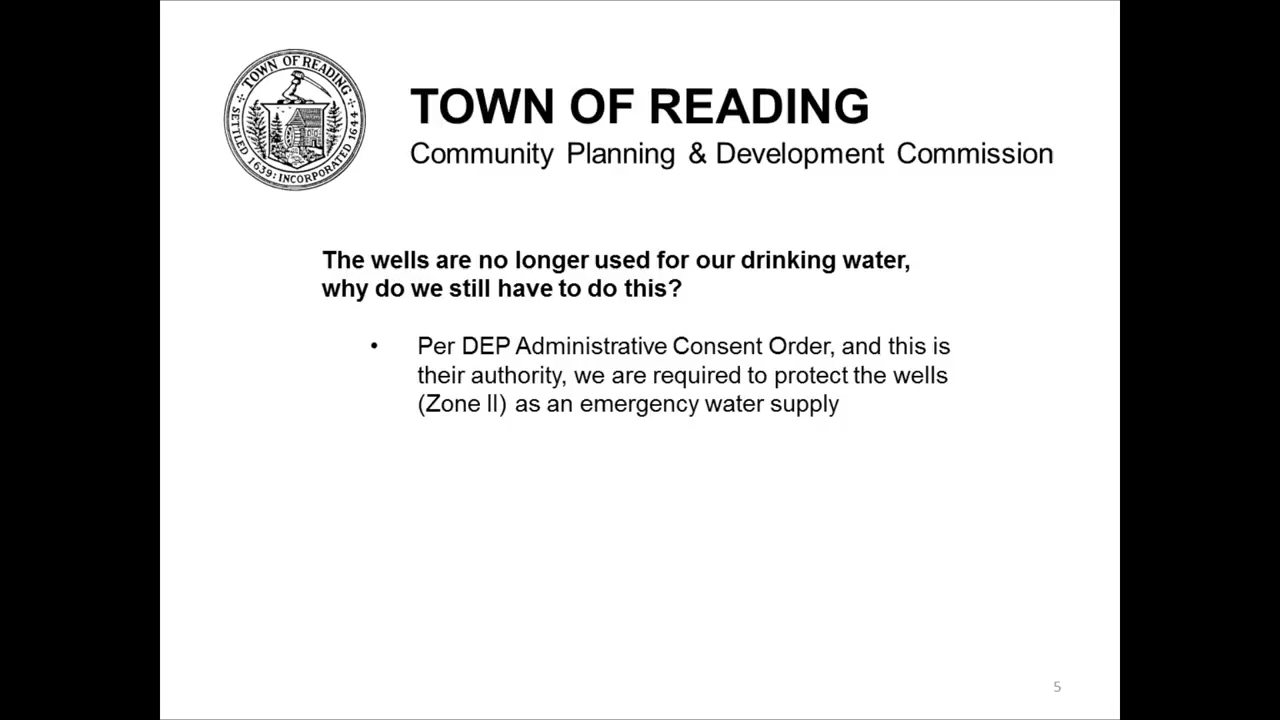 TOWN OF READING
SETTLED 1639: INCORPORATED 1644
TOWN OF READING
Community Planning & Development Commission
The wells are no longer used for our drinking water,
why do we still have to do this?
• Per DEP Administrative Consent Order, and this is
their authority, we are required to protect the wells
(Zone II) as an emergency water supply
5